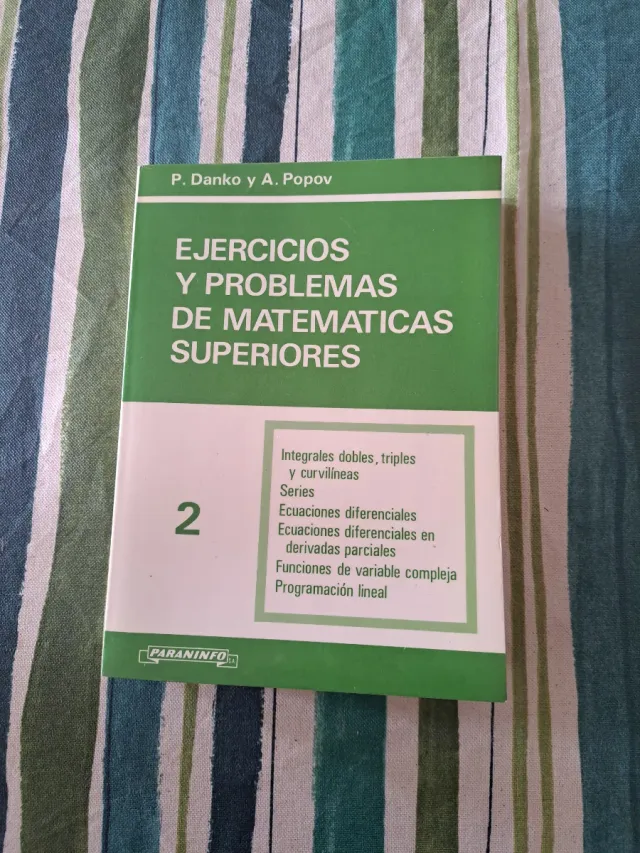 P. Danko y A. Popov
EJERCICIOS
Y PROBLEMAS
DE MATEMATICAS
SUPERIORES
2
Integrales dobles, triples
y curvilíneas
Series
Ecuaciones diferenciales
Ecuaciones diferenciales en
derivadas parciales
Funciones de variable compleja
Programación lineal
PARANINFO S.A.